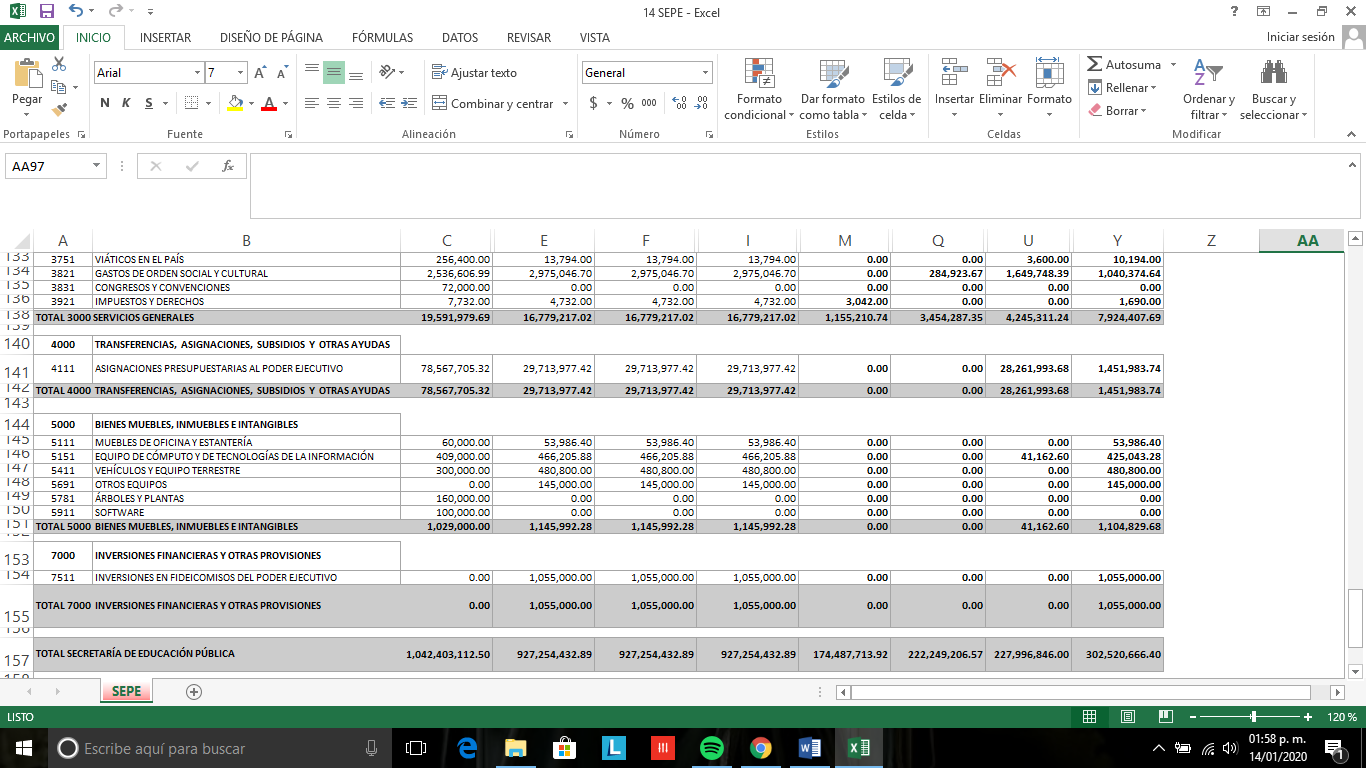 14 SEPE - Excel
?
ARCHIVO INICIO INSERTAR DISEÑO DE PÁGINA FÓRMULAS DATOS REVISAR VISTA Iniciar sesión
Pegar
Arial 7 A A
N K S A
Ajustar texto
Combinar y centrar
General
$ % 000
Formato condicional
Dar formato como tabla
Estilos de celda
Insertar Eliminar Formato
Autosuma
Rellenar
Borrar
Ordenar y filtrar
Buscar y seleccionar
Portapapeles Fuente Alineación Número Estilos Celdas Modificar
AA97 fx
A B C E F I M Q U Y Z AA
133 3751 VIÁTICOS EN EL PAÍS 256,400.00 13,794.00 13,794.00 13,794.00 0.00 0.00 3,600.00 10,194.00
134 3821 GASTOS DE ORDEN SOCIAL Y CULTURAL 2,536,606.99 2,975,046.70 2,975,046.70 2,975,046.70 0.00 284,923.67 1,649,748.39 1,040,374.64
135 3831 CONGRESOS Y CONVENCIONES 72,000.00 0.00 0.00 0.00 0.00 0.00 0.00 0.00
136 3921 IMPUESTOS Y DERECHOS 7,732.00 4,732.00 4,732.00 4,732.00 3,042.00 0.00 0.00 1,690.00
138 TOTAL 3000 SERVICIOS GENERALES 19,591,979.69 16,779,217.02 16,779,217.02 16,779,217.02 1,155,210.74 3,454,287.35 4,245,311.24 7,924,407.69
139
140 4000 TRANSFERENCIAS, ASIGNACIONES, SUBSIDIOS Y OTRAS AYUDAS
141 4111 ASIGNACIONES PRESUPUESTARIAS AL PODER EJECUTIVO 78,567,705.32 29,713,977.42 29,713,977.42 29,713,977.42 0.00 0.00 28,261,993.68 1,451,983.74
142 TOTAL 4000 TRANSFERENCIAS, ASIGNACIONES, SUBSIDIOS Y OTRAS AYUDAS 78,567,705.32 29,713,977.42 29,713,977.42 29,713,977.42 0.00 0.00 28,261,993.68 1,451,983.74
143
144 5000 BIENES MUEBLES, INMUEBLES E INTANGIBLES
145 5111 MUEBLES DE OFICINA Y ESTANTERÍA 60,000.00 53,986.40 53,986.40 53,986.40 0.00 0.00 0.00 53,986.40
146 5151 EQUIPO DE CÓMPUTO Y DE TECNOLOGÍAS DE LA INFORMACIÓN 409,000.00 466,205.88 466,205.88 466,205.88 0.00 0.00 41,162.60 425,043.28
147 5411 VEHÍCULOS Y EQUIPO TERRESTRE 300,000.00 480,800.00 480,800.00 480,800.00 0.00 0.00 0.00 480,800.00
148 5691 OTROS EQUIPOS 0.00 145,000.00 145,000.00 145,000.00 0.00 0.00 0.00 145,000.00
149 5781 ÁRBOLES Y PLANTAS 160,000.00 0.00 0.00 0.00 0.00 0.00 0.00 0.00
150 5911 SOFTWARE 100,000.00 0.00 0.00 0.00 0.00 0.00 0.00 0.00
151 TOTAL 5000 BIENES MUEBLES, INMUEBLES E INTANGIBLES 1,029,000.00 1,145,992.28 1,145,992.28 1,145,992.28 0.00 0.00 41,162.60 1,104,829.68
153 7000 INVERSIONES FINANCIERAS Y OTRAS PROVISIONES
154 7511 INVERSIONES EN FIDEICOMISOS DEL PODER EJECUTIVO 0.00 1,055,000.00 1,055,000.00 1,055,000.00 0.00 0.00 0.00 1,055,000.00
155 TOTAL 7000 INVERSIONES FINANCIERAS Y OTRAS PROVISIONES 0.00 1,055,000.00 1,055,000.00 1,055,000.00 0.00 0.00 0.00 1,055,000.00
157 TOTAL SECRETARÍA DE EDUCACIÓN PÚBLICA 1,042,403,112.50 927,254,432.89 927,254,432.89 927,254,432.89 174,487,713.92 222,249,206.57 227,996,846.00 302,520,666.40
SEPE
LISTO 120 %
Escribe aquí para buscar
01:58 p. m.
14/01/2020
1